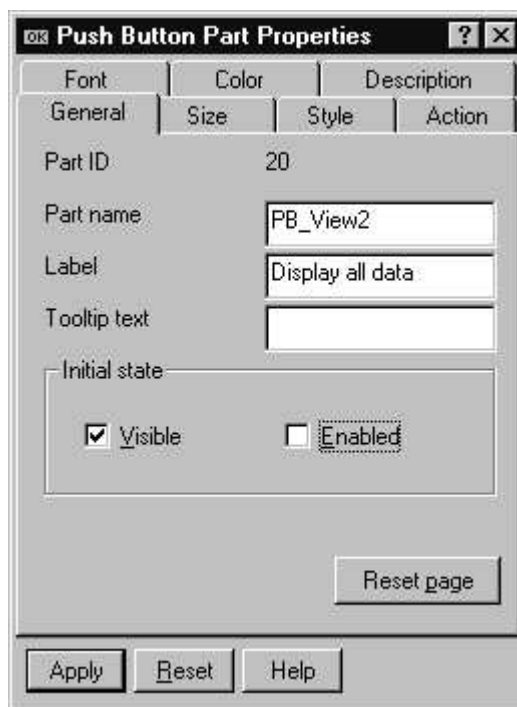 OK Push Button Part Properties ? X
Font Color Description
General Size Style Action
Part ID 20
Part name PB_View2
Label Display all data
Tooltip text
Initial state
Visible Enabled
Reset page
Apply Reset Help